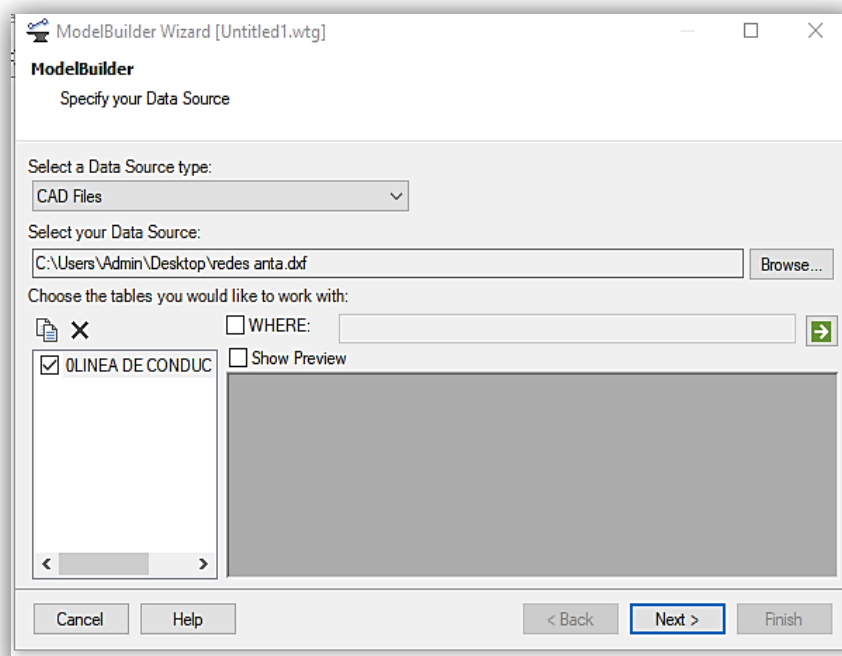 ModelBuilder Wizard [Untitled1.wtg]
ModelBuilder
Specify your Data Source
Select a Data Source type:
CAD Files
Select your Data Source:
C:\Users\Admin\Desktop\redes anta.dxf
Browse...
Choose the tables you would like to work with:
WHERE:
0LINEA DE CONDUC
Show Preview
Cancel
Help
< Back
Next >
Finish